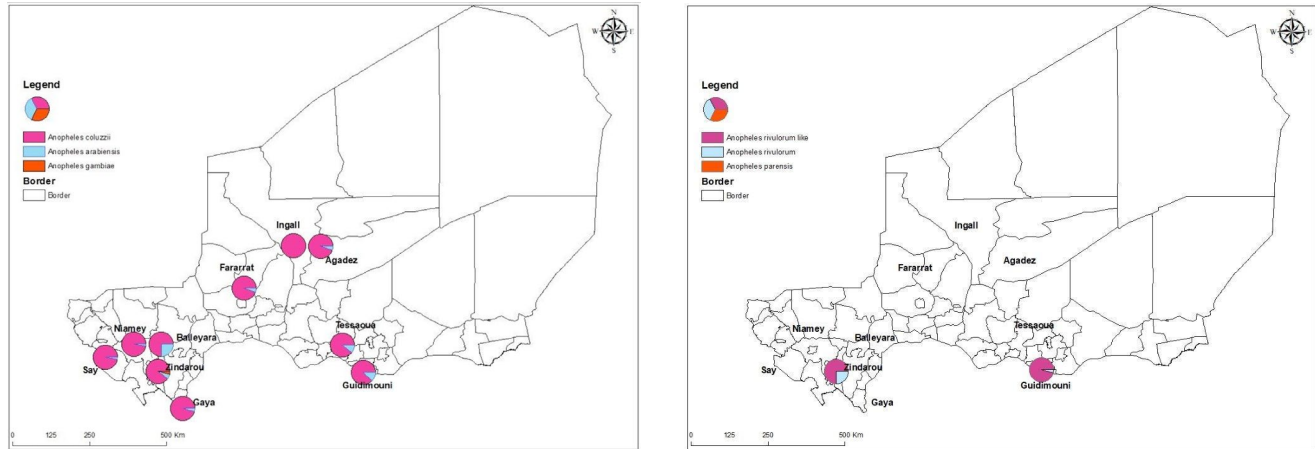 N
W E
S
Legend
Anopheles coluzzii
Anopheles arabiensis
Anopheles gambiae
Border
Border
Ingall
Agadez
Fararrat
Niamey
Balleyara
Tessaoua
Say
Zindarou
Guidimouni
Gaya
0 125 250 500 Km
N
W E
S
Legend
Anopheles rivulorum like
Anopheles rivulorum
Anopheles parensis
Border
Border
Ingall
Fararrat
Agadez
Niamey
Balleyara
Tessaoua
Say
Zindarou
Guidimouni
Gaya
0 125 250 500 Km